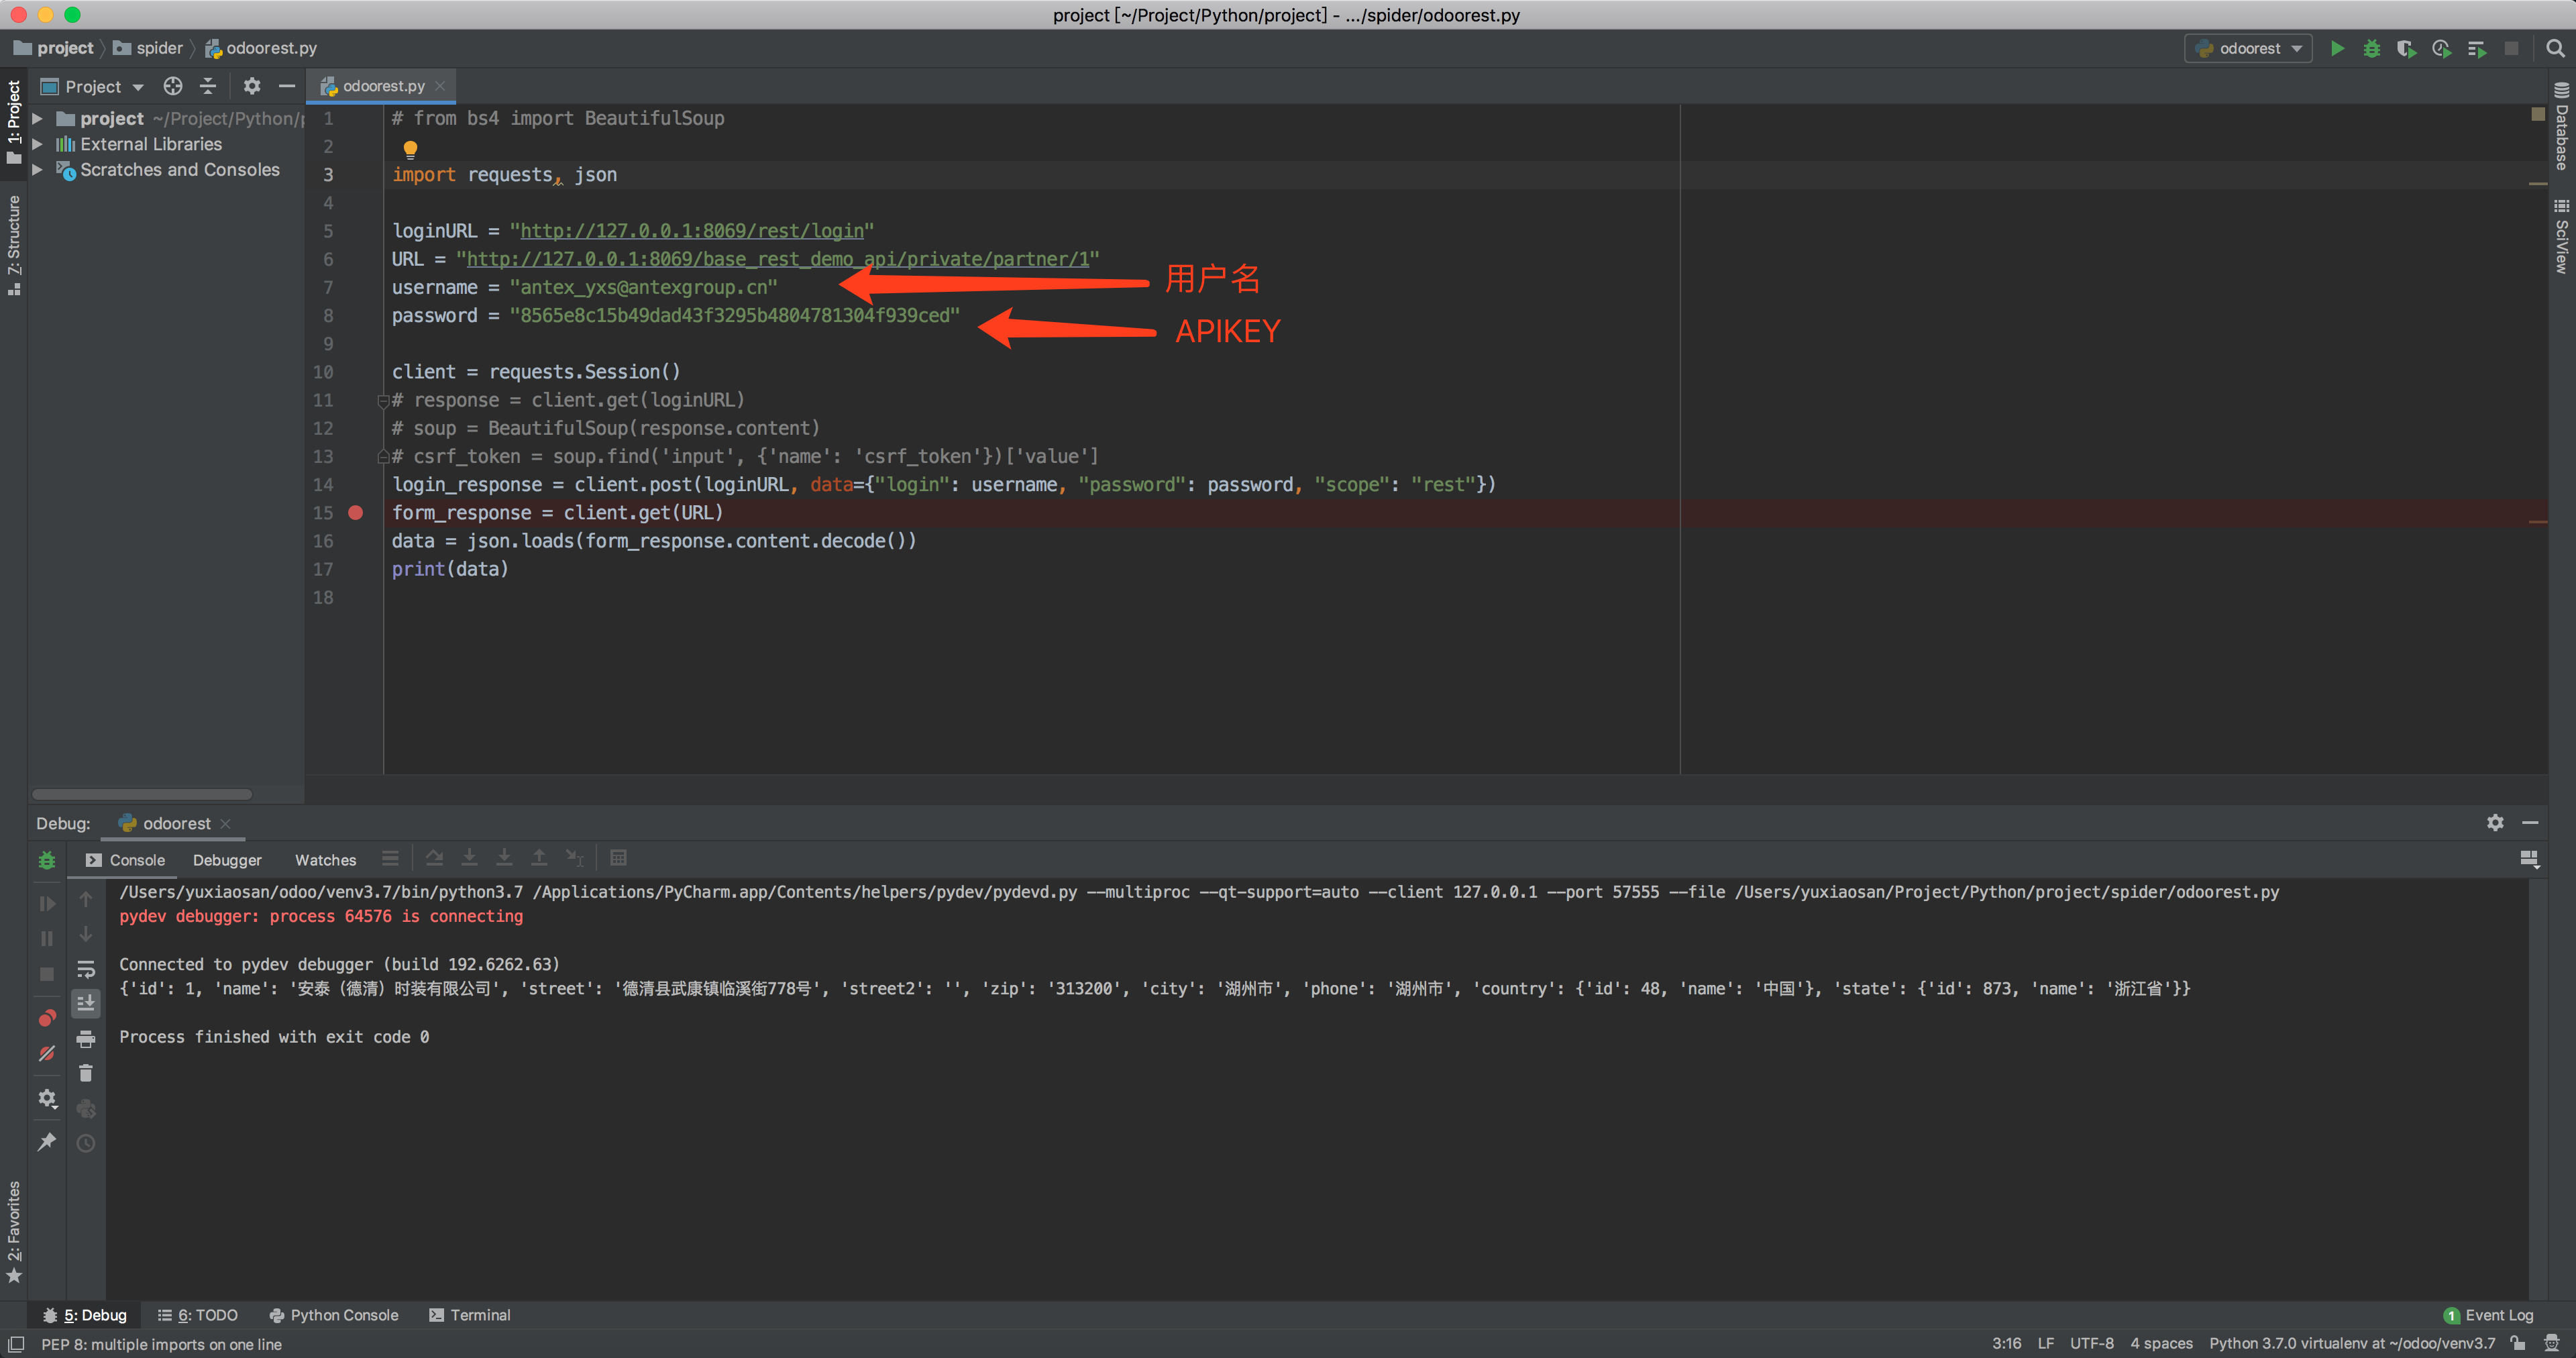 project [~/Project/Python/project] - .../spider/odoorest.py
project spider odoorest.py
odoorest
1: Project
7: Structure
2: Favorites
Project
project ~/Project/Python/p
External Libraries
Scratches and Consoles
odoorest.py
1 # from bs4 import BeautifulSoup
2
3 import requests, json
4
5 loginURL = "http://127.0.0.1:8069/rest/login"
6 URL = "http://127.0.0.1:8069/base_rest_demo_api/private/partner/1"
7 username = "antex_yxs@antexgroup.cn"
用户名
8 password = "8565e8c15b49dad43f3295b4804781304f939ced"
APIKEY
9
10 client = requests.Session()
11 # response = client.get(loginURL)
12 # soup = BeautifulSoup(response.content)
13 # csrf_token = soup.find('input', {'name': 'csrf_token'})['value']
14 login_response = client.post(loginURL, data={"login": username, "password": password, "scope": "rest"})
15 form_response = client.get(URL)
16 data = json.loads(form_response.content.decode())
17 print(data)
18
Database
SciView
Debug: odoorest
Console Debugger Watches
/Users/yuxiaosan/odoo/venv3.7/bin/python3.7 /Applications/PyCharm.app/Contents/helpers/pydev/pydevd.py --multiproc --qt-support=auto --client 127.0.0.1 --port 57555 --file /Users/yuxiaosan/Project/Python/project/spider/odoorest.py
pydev debugger: process 64576 is connecting
Connected to pydev debugger (build 192.6262.63)
{'id': 1, 'name': '安泰（德清）时装有限公司', 'street': '德清县武康镇临溪街778号', 'street2': '', 'zip': '313200', 'city': '湖州市', 'phone': '湖州市', 'country': {'id': 48, 'name': '中国'}, 'state': {'id': 873, 'name': '浙江省'}}
Process finished with exit code 0
5: Debug 6: TODO Python Console Terminal
1 Event Log
PEP 8: multiple imports on one line
3:16 LF UTF-8 4 spaces Python 3.7.0 virtualenv at ~/odoo/venv3.7